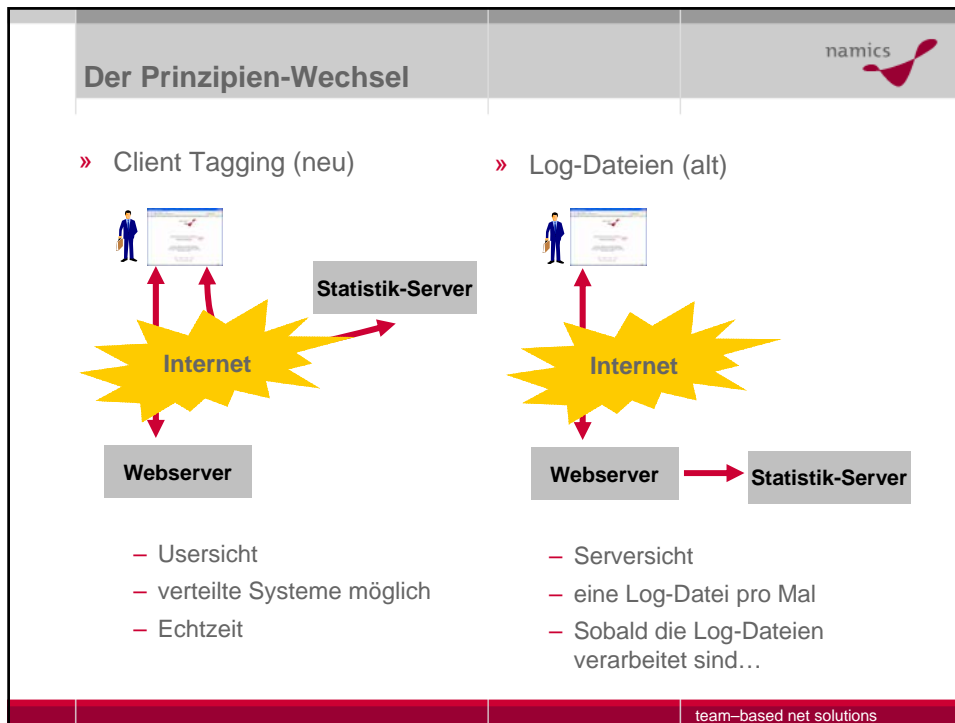 namics
Der Prinzipien-Wechsel
» Client Tagging (neu)
Statistik-Server
Internet
Webserver
– Usersicht
– verteilte Systeme möglich
– Echtzeit
» Log-Dateien (alt)
Internet
Webserver
Statistik-Server
– Serversicht
– eine Log-Datei pro Mal
– Sobald die Log-Dateien
verarbeitet sind…
team–based net solutions